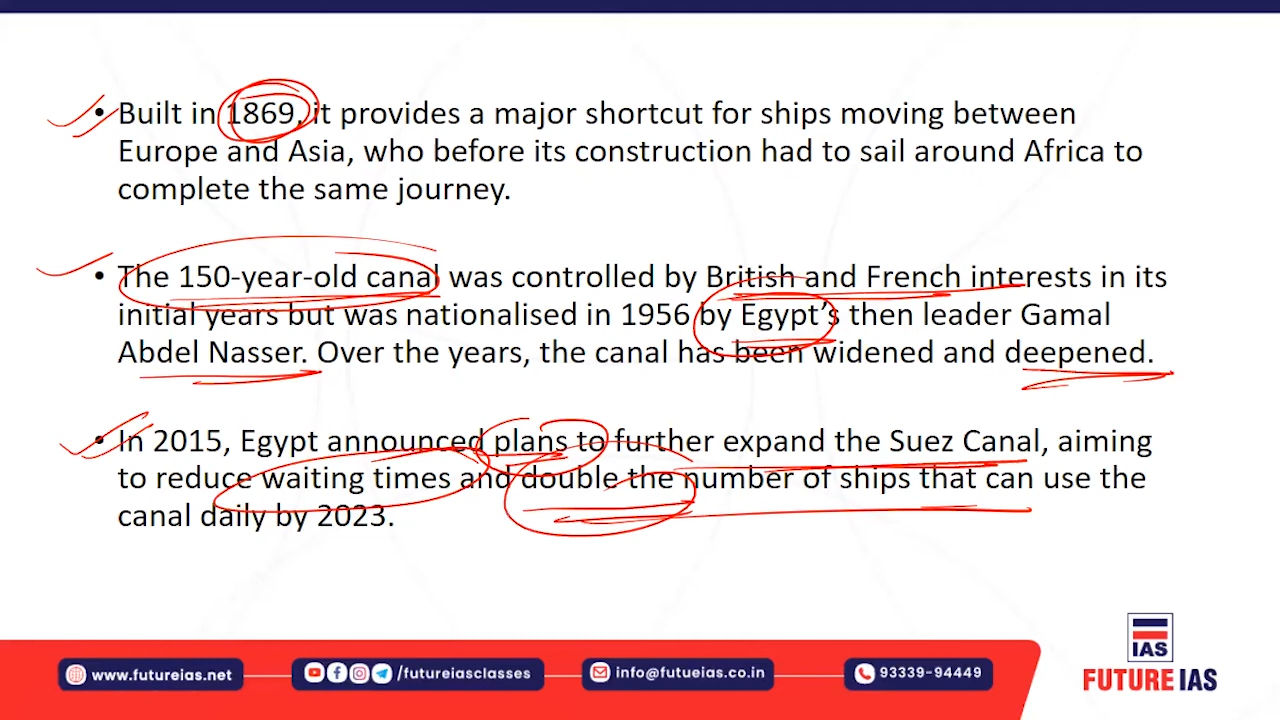 • Built in 1869, it provides a major shortcut for ships moving between
Europe and Asia, who before its construction had to sail around Africa to
complete the same journey.
• The 150-year-old canal was controlled by British and French interests in its
initial years but was nationalised in 1956 by Egypt’s then leader Gamal
Abdel Nasser. Over the years, the canal has been widened and deepened.
• In 2015, Egypt announced plans to further expand the Suez Canal, aiming
to reduce waiting times and double the number of ships that can use the
canal daily by 2023.
IAS
FUTURE IAS
www.futureias.net
/futureiasclasses
info@futueias.co.in
93339-94449